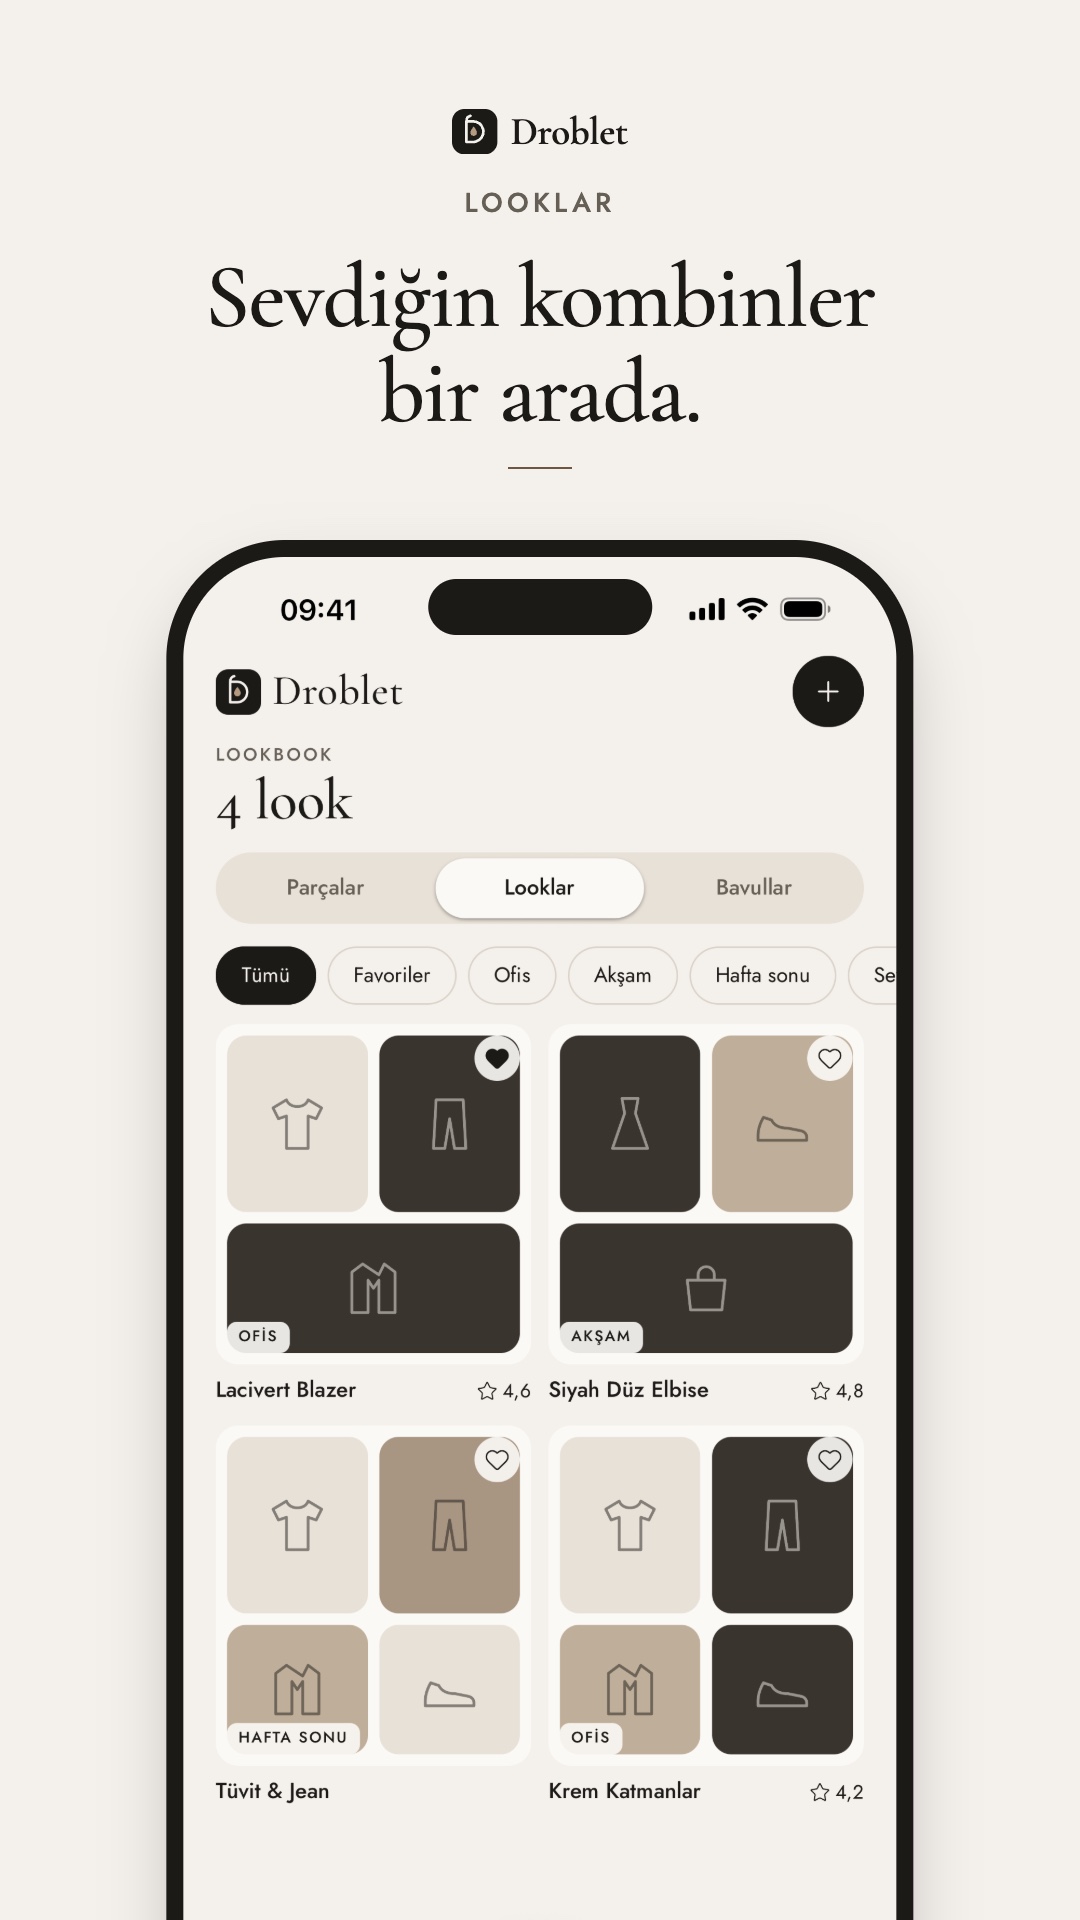 Droblet
LOOKLAR
Sevdiğin kombinler
bir arada.
09:41
Droblet
LOOKBOOK
4 look
Parçalar Looklar Bavullar
Tümü Favoriler Ofis Akşam Hafta sonu Se
OFİS AKŞAM
Lacivert Blazer 4,6 Siyah Düz Elbise 4,8
HAFTA SONU OFİS
Tüvit & Jean Krem Katmanlar 4,2